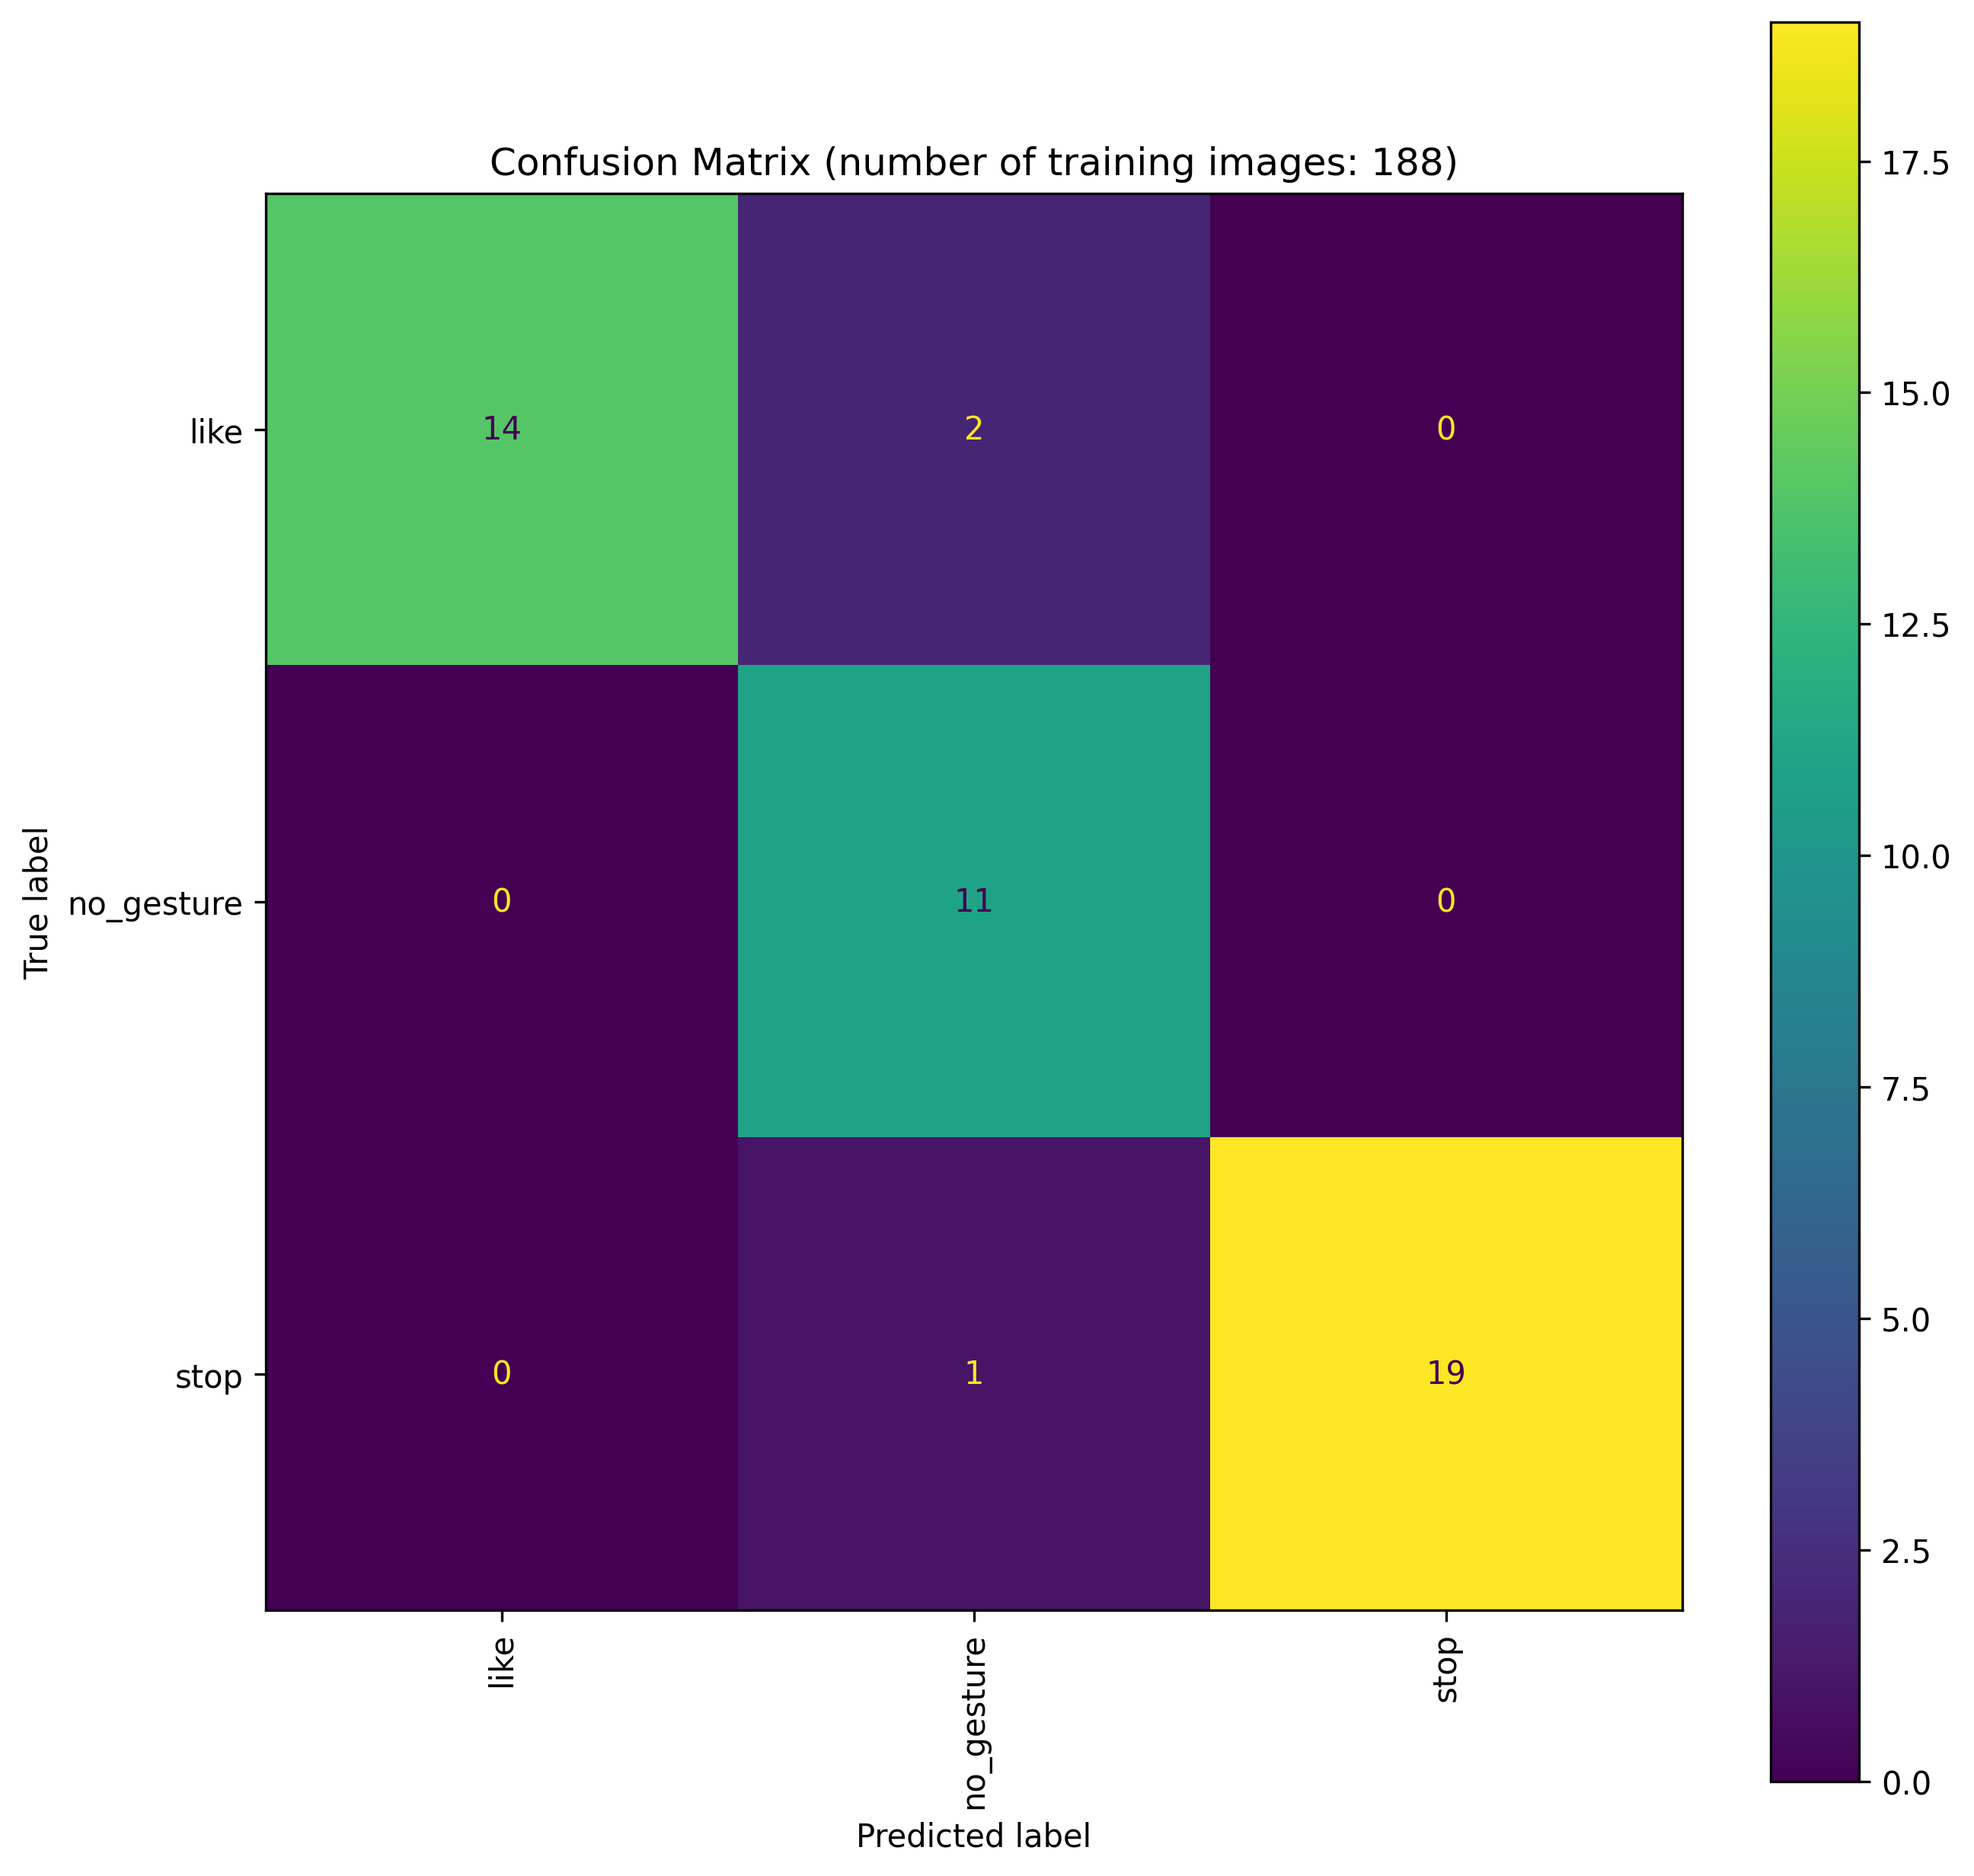 Confusion Matrix (number of training images: 188)
17.5
15.0
like
14
2
0
12.5
10.0
True label
no_gesture
0
11
0
7.5
5.0
stop
0
1
19
2.5
0.0
like
no_gesture
stop
Predicted label